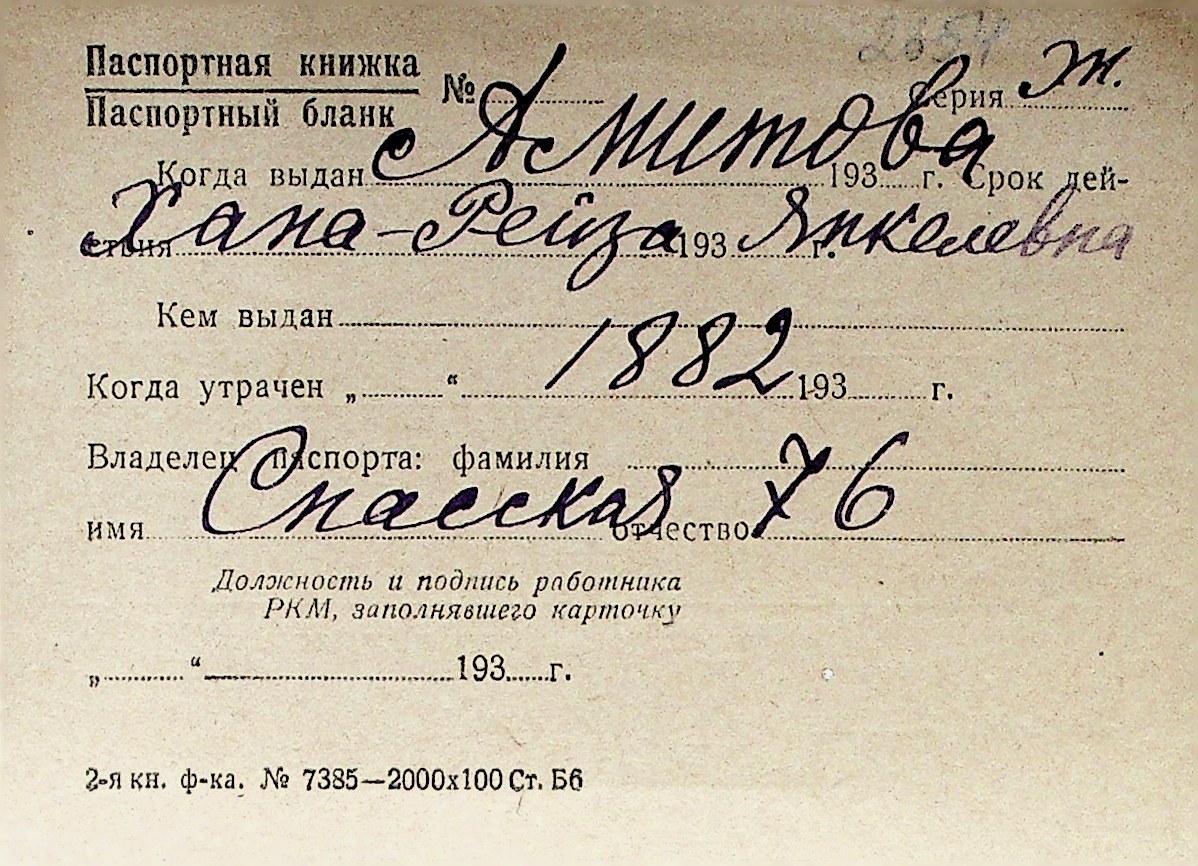 2657
Паспортная книжка
Паспортный бланк
№ Серия Ж.
Амитова
Когда выдан 193 г. Срок дей-
Хана-Рейза Янкелевна
ствия 193 г.
Кем выдан
1882
Когда утрачен „ “ 193 г.
Владелец паспорта: фамилия
Спасская 76
имя отчество
Должность и подпись работника
РКМ, заполнявшего карточку
„ “ 193 г.
2-я кн. ф-ка. № 7385—2000х100 Ст. Б6